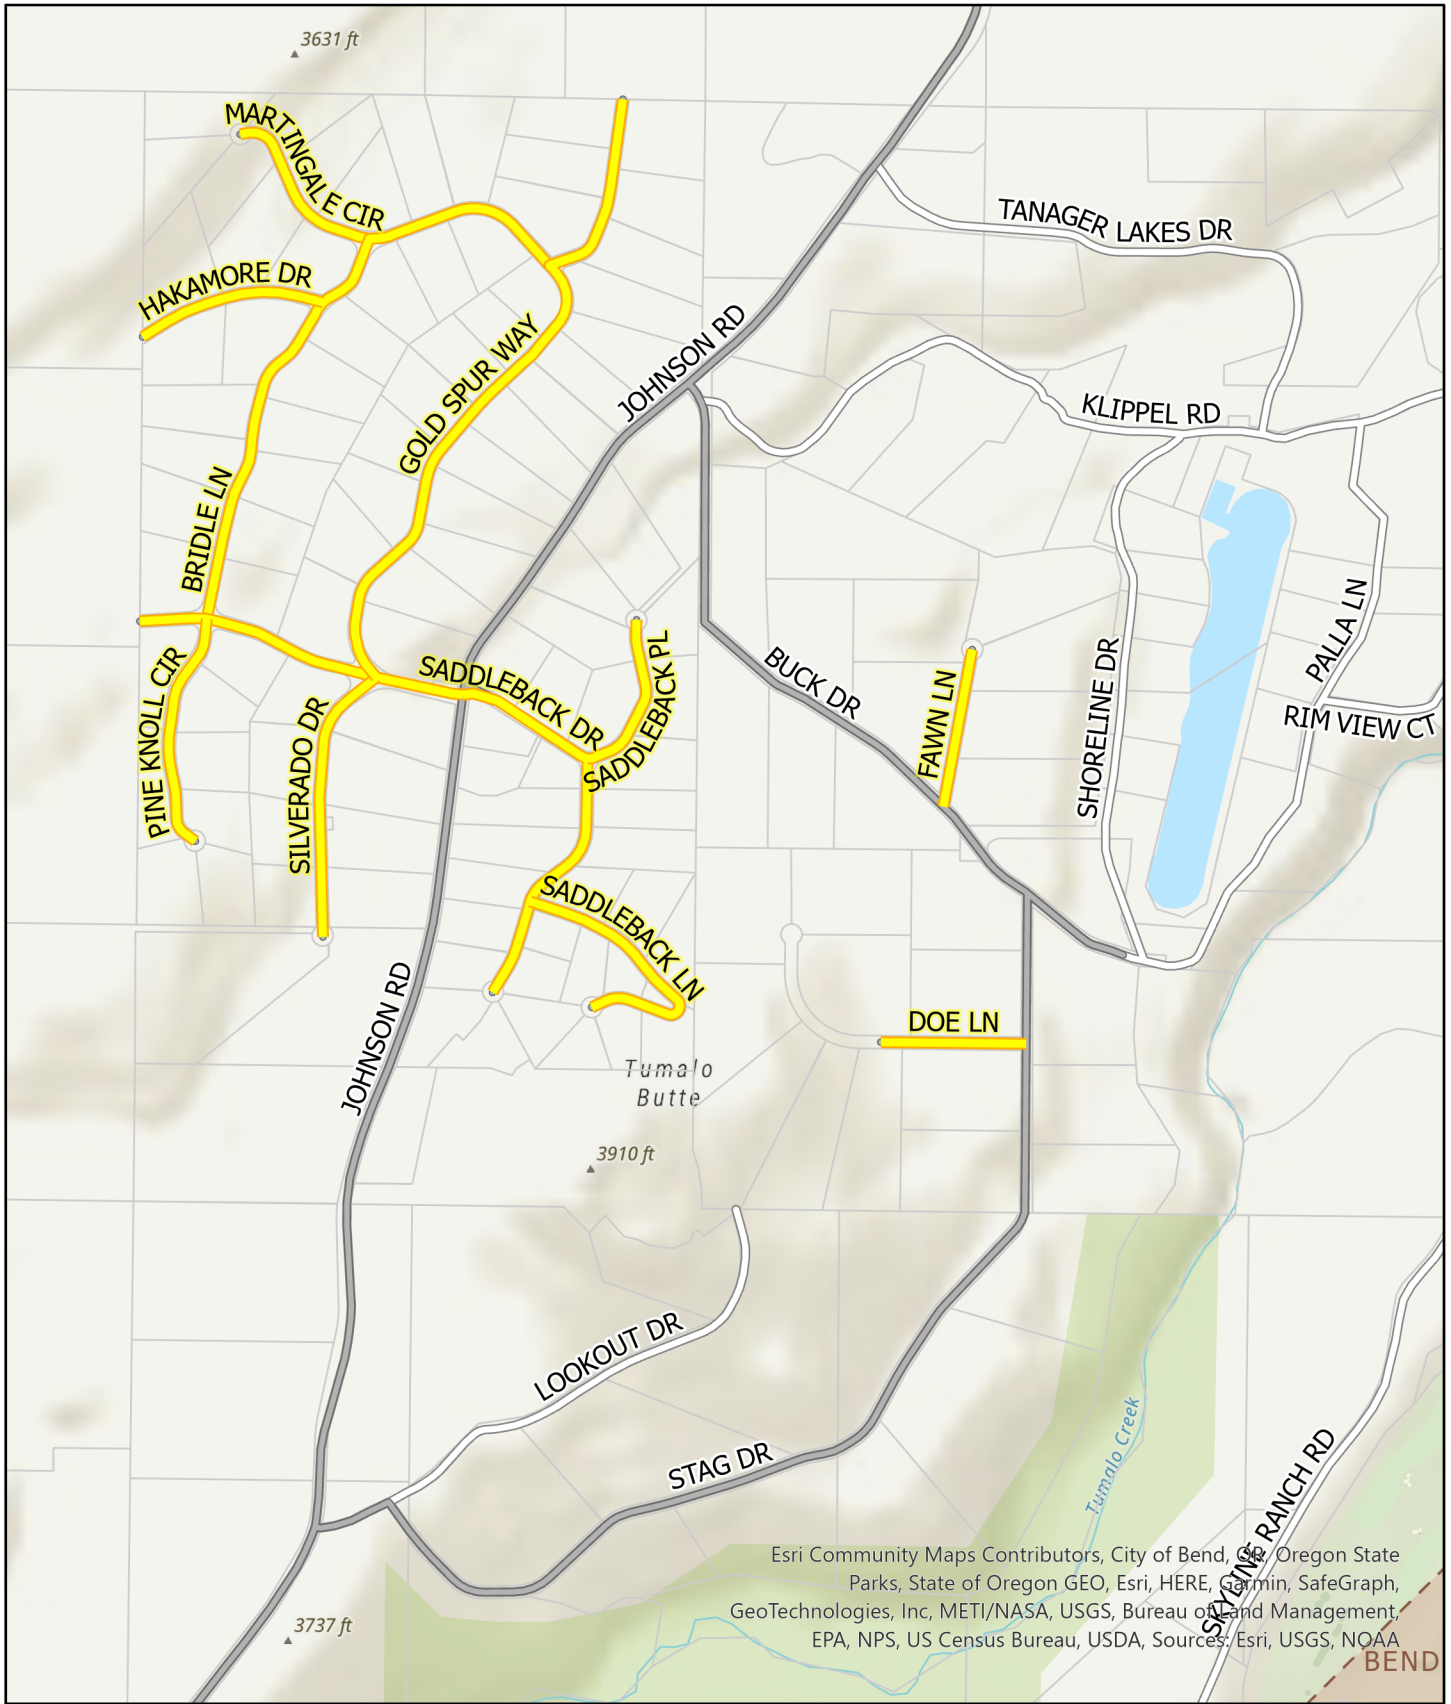 3631 ft
MARTINGALE CIR
TANAGER LAKES DR
HAKAMORE DR
JOHNSON RD
GOLD SPUR WAY
KLIPPEL RD
BRIDLE LN
PALLA LN
SADDLEBACK PL
SADDLEBACK DR
BUCK DR
FAWN LN
SHORELINE DR
PINE KNOLL CIR
SILVERADO DR
RIM VIEW CT
SADDLEBACK LN
JOHNSON RD
DOE LN
Tumalo
Butte
3910 ft
LOOKOUT DR
STAG DR
Tumalo Creek
SKYLINE RANCH RD
Esri Community Maps Contributors, City of Bend, OR, Oregon State
Parks, State of Oregon GEO, Esri, HERE, Garmin, SafeGraph,
GeoTechnologies, Inc, METI/NASA, USGS, Bureau of Land Management,
EPA, NPS, US Census Bureau, USDA, Sources: Esri, USGS, NOAA
3737 ft
BEND